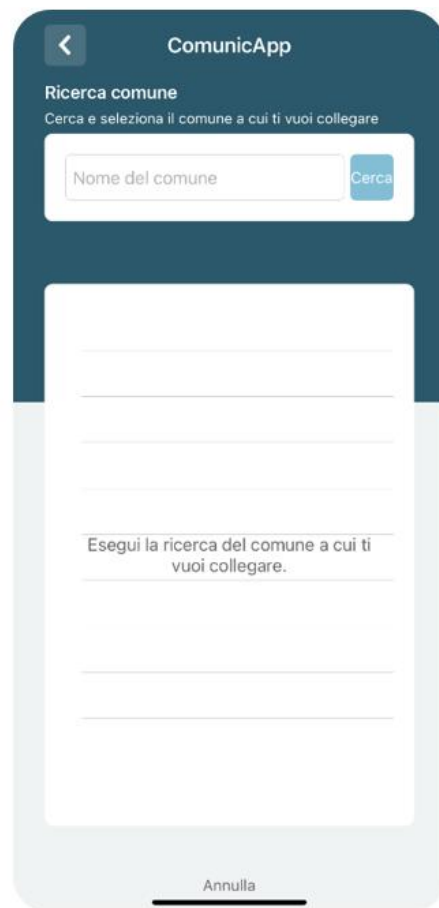 ComunicApp
Ricerca comune
Cerca e seleziona il comune a cui ti vuoi collegare
Nome del comune
Cerca
Esegui la ricerca del comune a cui ti
vuoi collegare.
Annulla